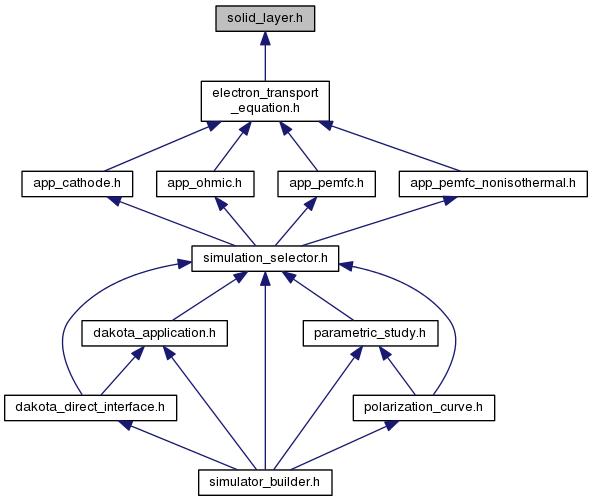 solid_layer.h
electron_transport
_equation.h
app_cathode.h
app_ohmic.h
app_pemfc.h
app_pemfc_nonisothermal.h
simulation_selector.h
dakota_application.h
parametric_study.h
dakota_direct_interface.h
polarization_curve.h
simulator_builder.h